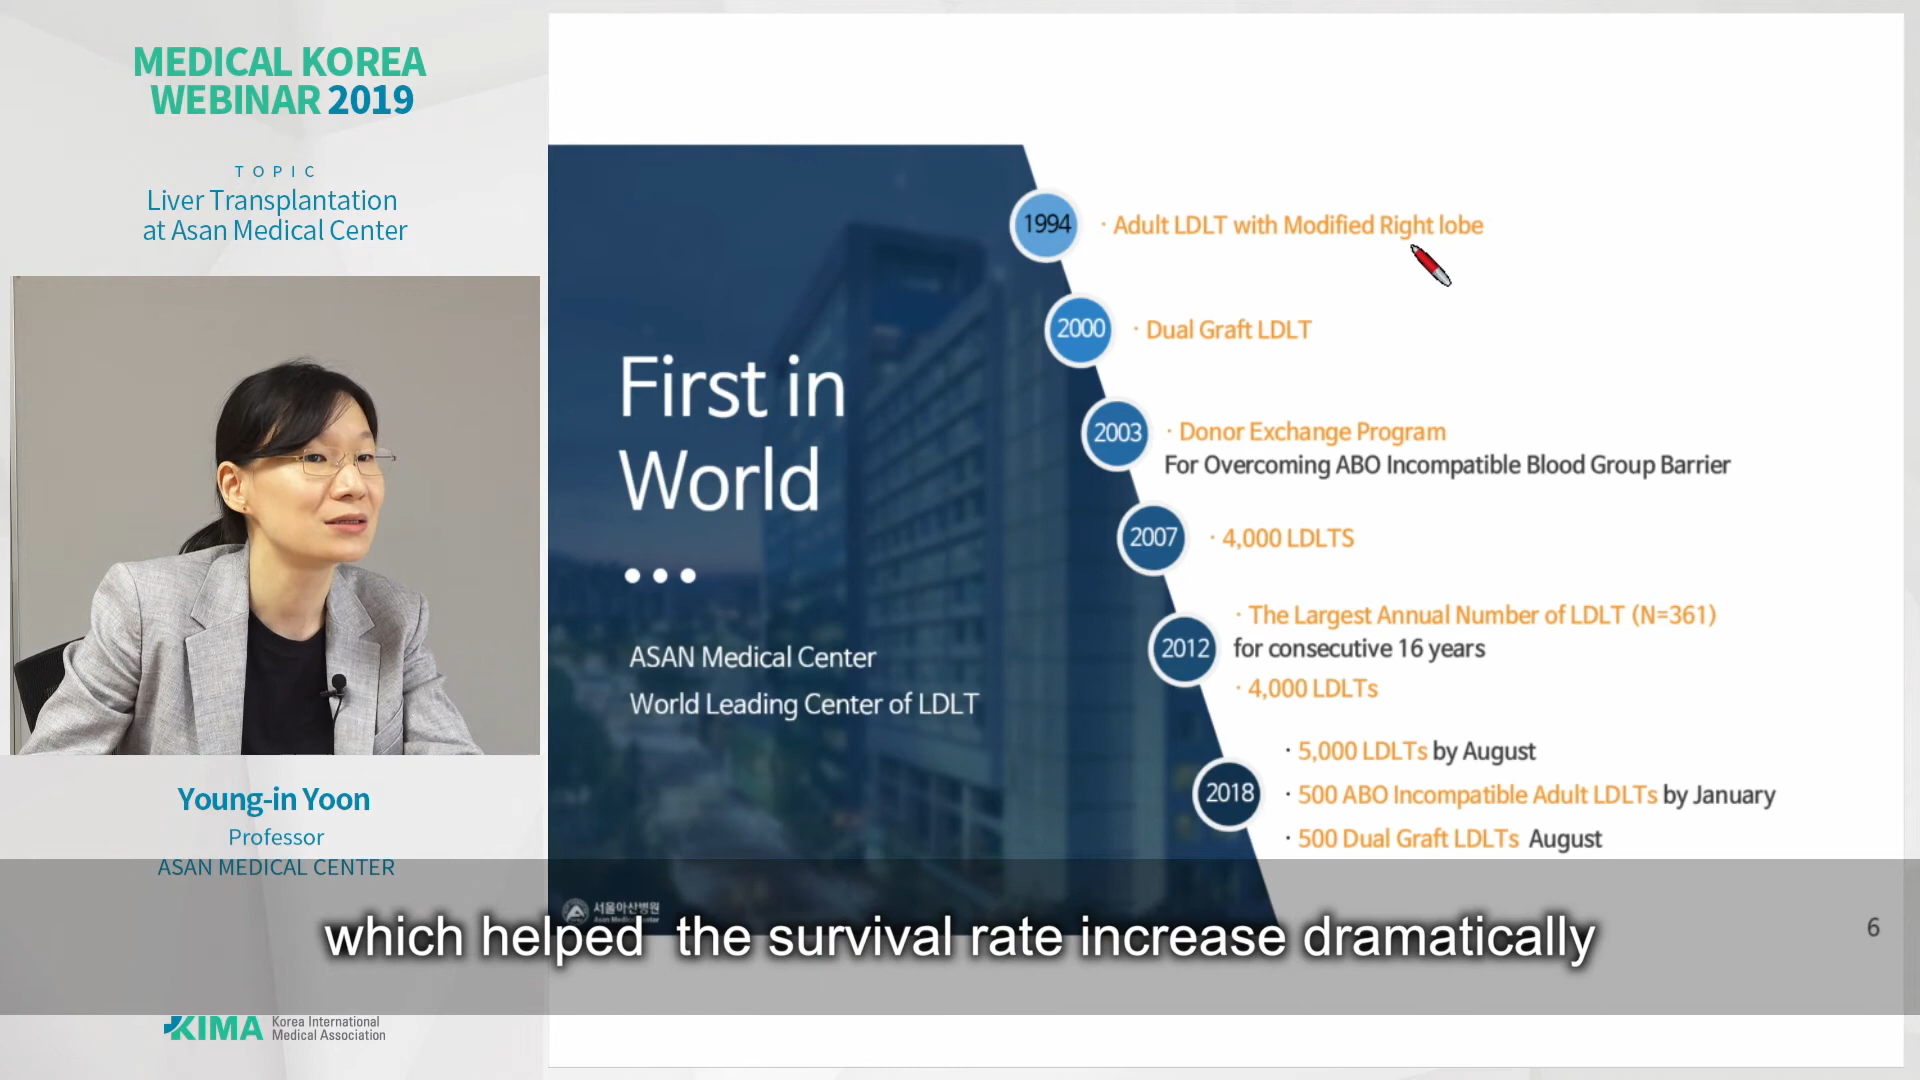 MEDICAL KOREA
WEBINAR 2019
TOPIC
Liver Transplantation
at Asan Medical Center
Young-in Yoon
Professor
ASAN MEDICAL CENTER
KIMA Korea International
Medical Association
First in
World
ASAN Medical Center
World Leading Center of LDLT
1994 · Adult LDLT with Modified Right lobe
2000 · Dual Graft LDLT
2003 · Donor Exchange Program
For Overcoming ABO Incompatible Blood Group Barrier
2007 · 4,000 LDLTS
2012 · The Largest Annual Number of LDLT (N=361)
for consecutive 16 years
· 4,000 LDLTs
2018 · 5,000 LDLTs by August
· 500 ABO Incompatible Adult LDLTs by January
· 500 Dual Graft LDLTs August
서울아산병원
Asan Medical Center
6
which helped the survival rate increase dramatically